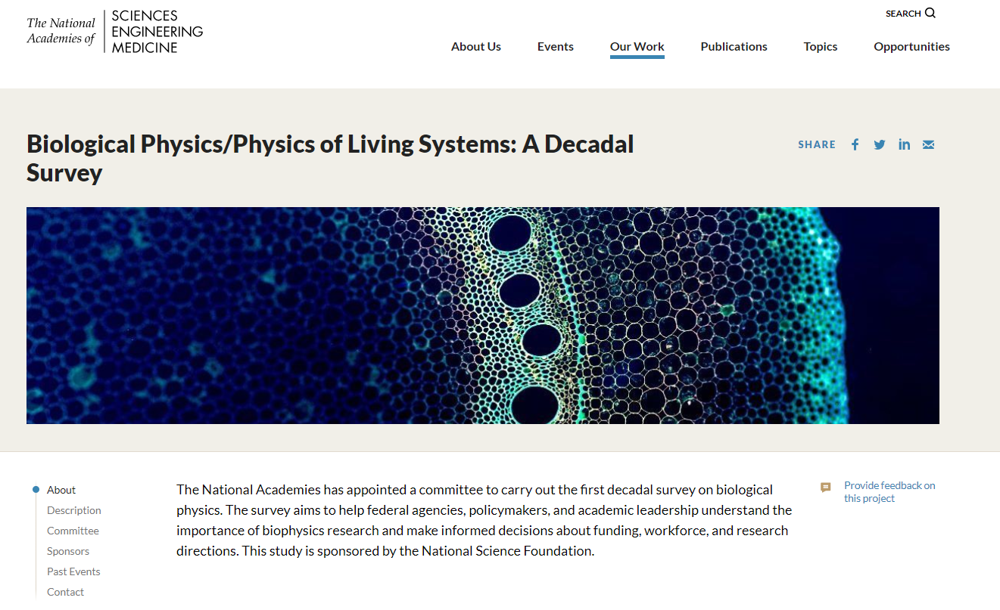 The National
Academies of
SCIENCES
ENGINEERING
MEDICINE
SEARCH
About Us
Events
Our Work
Publications
Topics
Opportunities
Biological Physics/Physics of Living Systems: A Decadal
Survey
SHARE
About
Description
Committee
Sponsors
Past Events
Contact
The National Academies has appointed a committee to carry out the first decadal survey on biological
physics. The survey aims to help federal agencies, policymakers, and academic leadership understand the
importance of biophysics research and make informed decisions about funding, workforce, and research
directions. This study is sponsored by the National Science Foundation.
Provide feedback on
this project